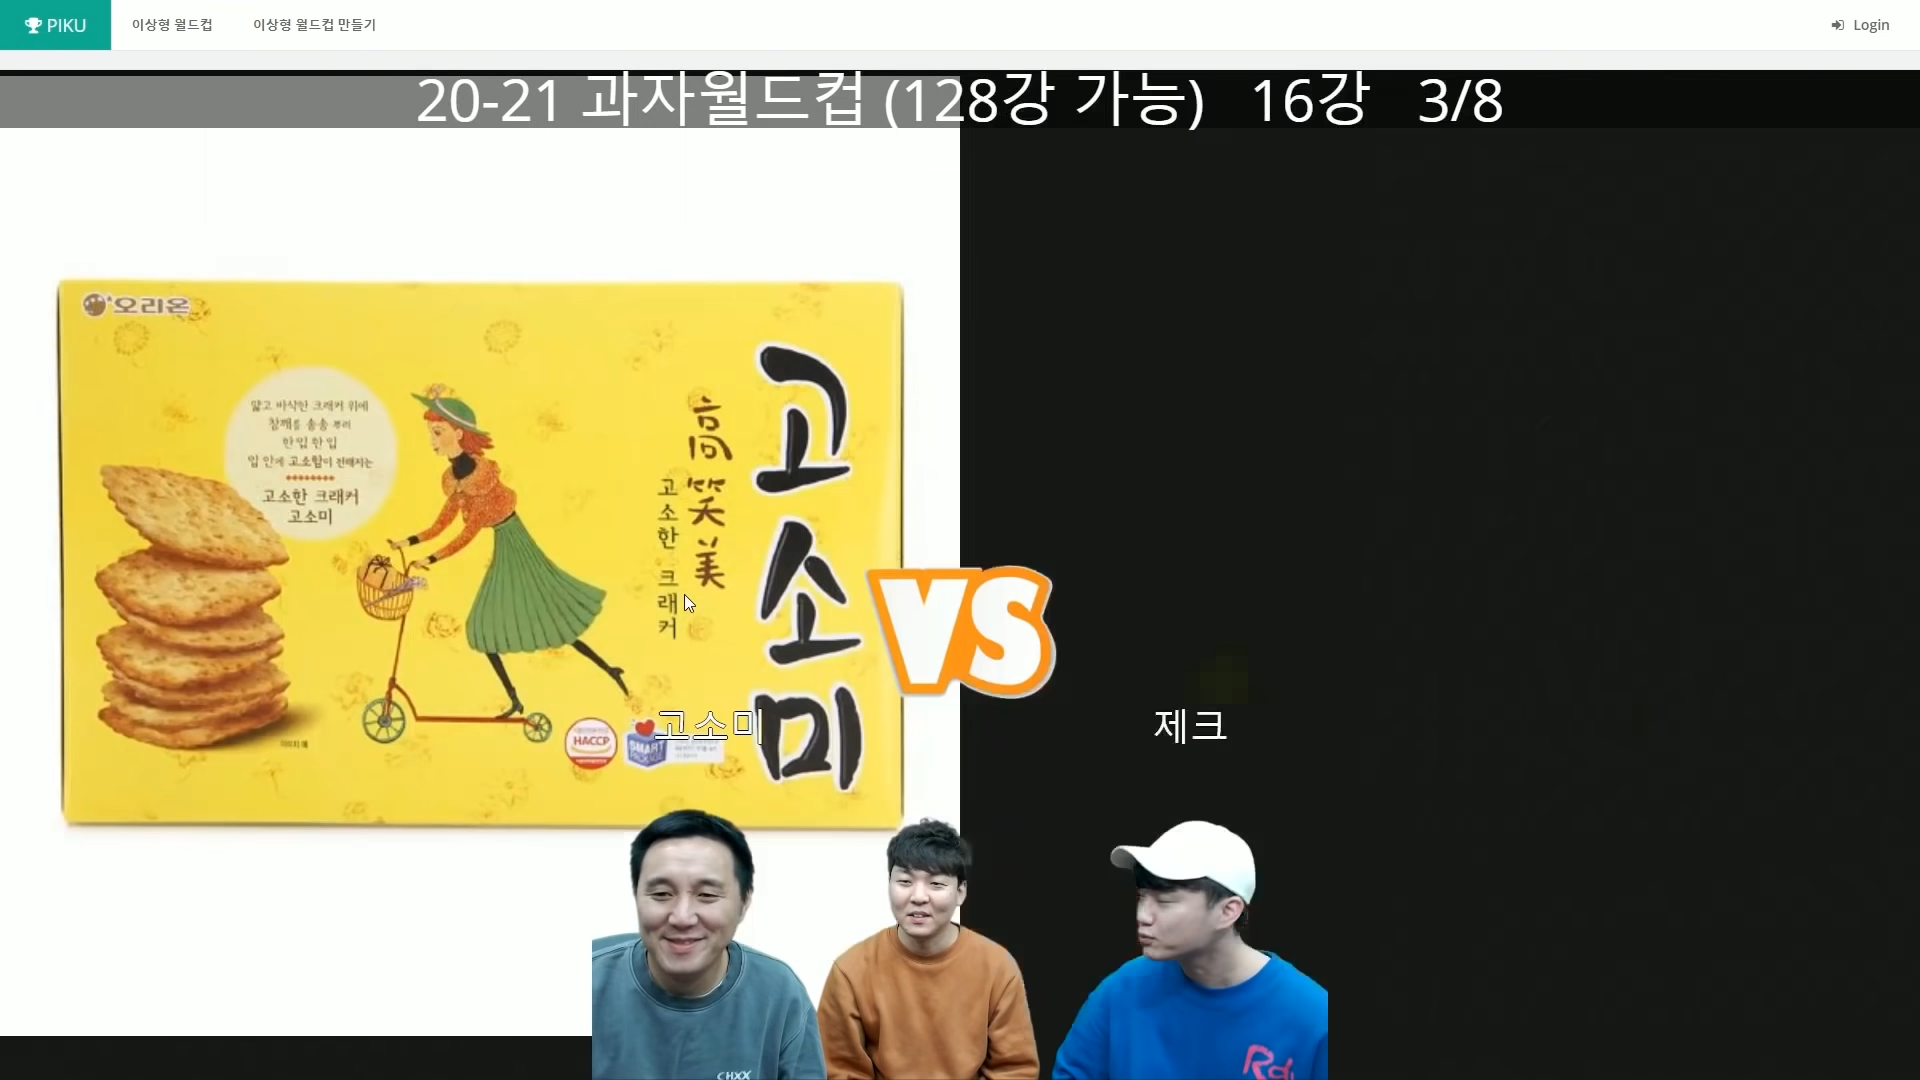 PIKU
이상형 월드컵
이상형 월드컵 만들기
Login
20-21 과자월드컵 (128강 가능) 16강 3/8
오리온
얇고 바삭한 크래커 위에
참깨를 송송 뿌려
한입 한입
입 안에 고소함이 전해지는
고소한 크래커
고소미
高笑美
고소한 크래커
고소미
VS
HACCP
SMART
고소미
제크
CHXX